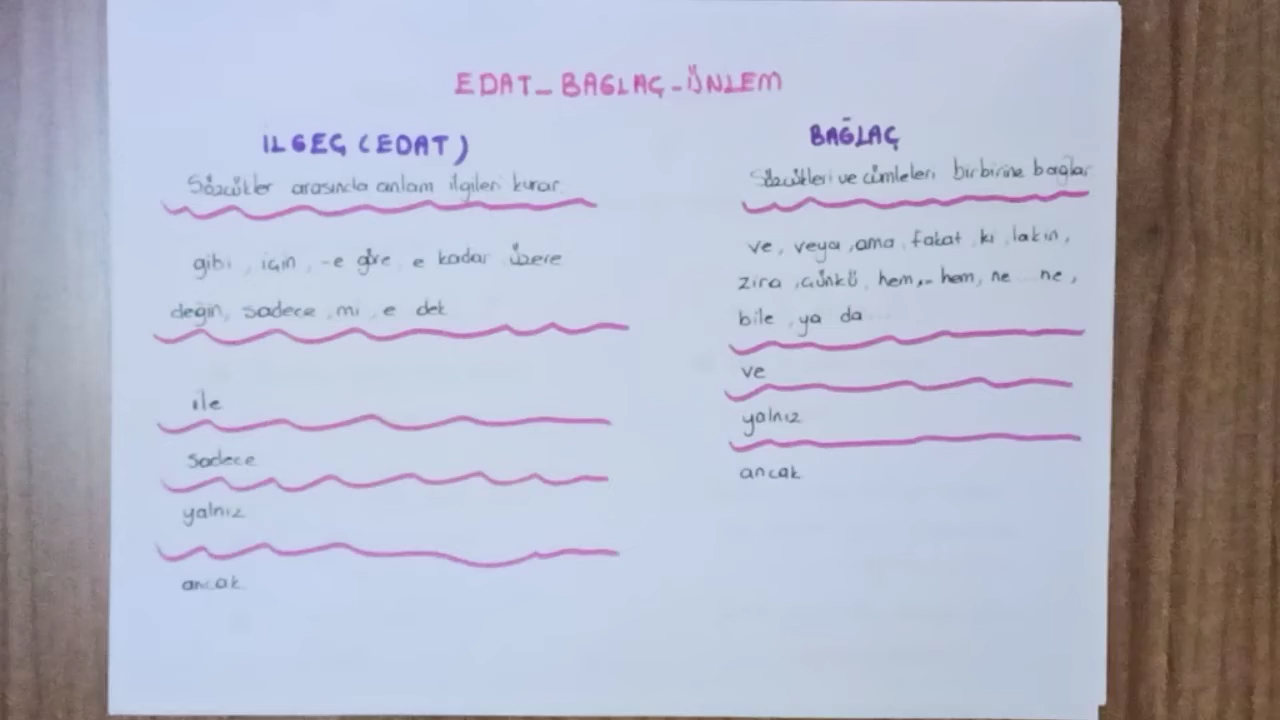 EDAT_BAGLAÇ_ÜNLEM
İLGEÇ (EDAT)
Sözcükler arasında anlam ilgileri kurar.
gibi, için, -e göre, e kadar üzere
değin, sadece, mı, e dek
ile
sadece
yalnız
ancak
BAĞLAÇ
Sözcükleri ve cümleleri birbirine bağlar
ve, veya, ama, fakat, ki, lakin,
zira, çünkü, hem... hem, ne... ne,
bile, ya da...
ve
yalnız
ancak